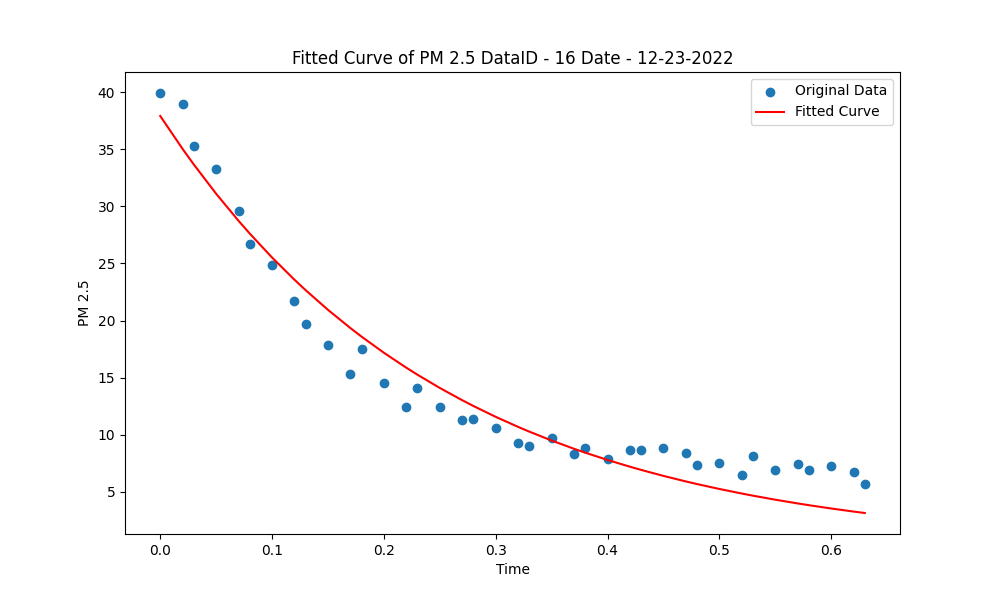 Fitted Curve of PM 2.5 DataID - 16 Date - 12-23-2022
Original Data
Fitted Curve
40
35
30
25
20
15
10
5
PM 2.5
0.0 0.1 0.2 0.3 0.4 0.5 0.6
Time